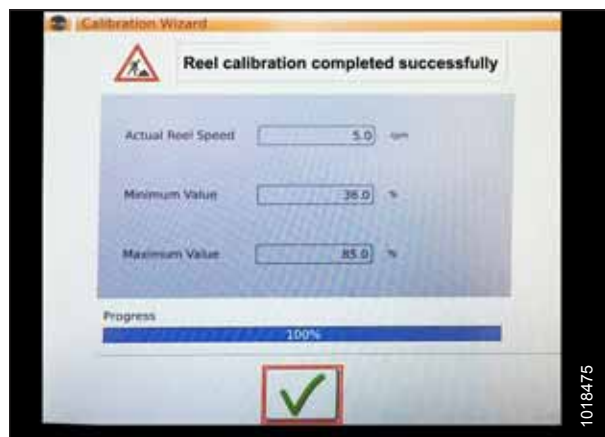 Calibration Wizard
Reel calibration completed successfully
Actual Reel Speed 5.0 rpm
Minimum Value 36.0 %
Maximum Value 85.0 %
Progress
100%
1018475